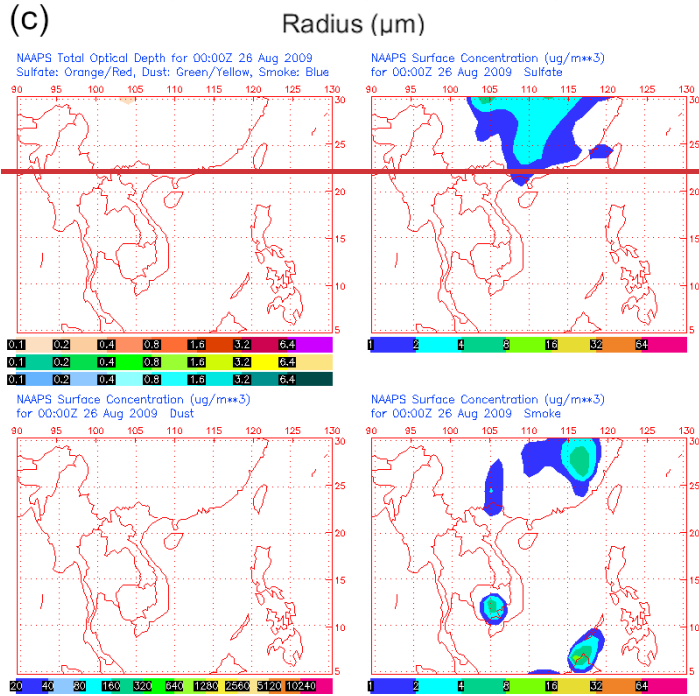 (c)
Radius (µm)
NAAPS Total Optical Depth for 00:00Z 26 Aug 2009
Sulfate: Orange/Red, Dust: Green/Yellow, Smoke: Blue
90 95 100 105 110 115 120 125 130
30
25
20
15
10
5
0.1 0.2 0.4 0.8 1.6 3.2 6.4
0.1 0.2 0.4 0.8 1.6 3.2 6.4
0.1 0.2 0.4 0.8 1.6 3.2 6.4
NAAPS Surface Concentration (ug/m**3)
for 00:00Z 26 Aug 2009 Sulfate
90 95 100 105 110 115 120 125 130
30
25
20
15
10
5
1 2 4 8 16 32 64
NAAPS Surface Concentration (ug/m**3)
for 00:00Z 26 Aug 2009 Dust
90 95 100 105 110 115 120 125 130
30
25
20
15
10
5
20 40 80 160 320 640 1280 2560 5120 10240
NAAPS Surface Concentration (ug/m**3)
for 00:00Z 26 Aug 2009 Smoke
90 95 100 105 110 115 120 125 130
30
25
20
15
10
5
1 2 4 8 16 32 64